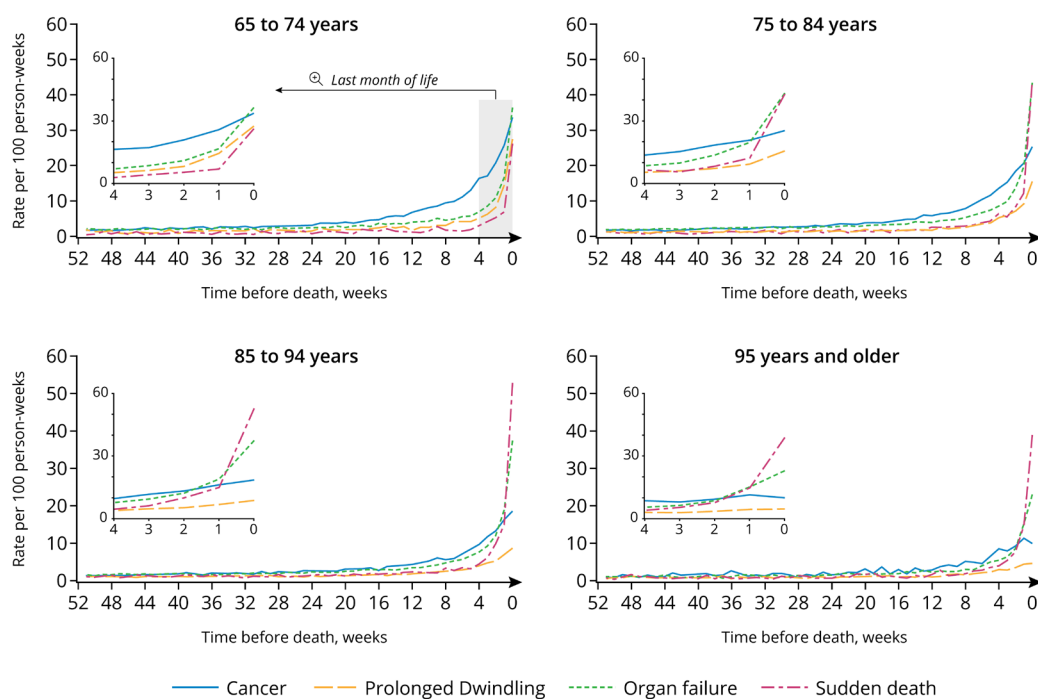 65 to 74 years
Rate per 100 person-weeks
60
50
40
30
20
10
0
60
30
0
4 3 2 1 0
Last month of life
52 48 44 40 36 32 28 24 20 16 12 8 4 0
Time before death, weeks
75 to 84 years
60
50
40
30
20
10
0
60
30
0
4 3 2 1 0
52 48 44 40 36 32 28 24 20 16 12 8 4 0
Time before death, weeks
85 to 94 years
Rate per 100 person-weeks
60
50
40
30
20
10
0
60
30
0
4 3 2 1 0
52 48 44 40 36 32 28 24 20 16 12 8 4 0
Time before death, weeks
95 years and older
60
50
40
30
20
10
0
60
30
0
4 3 2 1 0
52 48 44 40 36 32 28 24 20 16 12 8 4 0
Time before death, weeks
Cancer Prolonged Dwindling Organ failure Sudden death